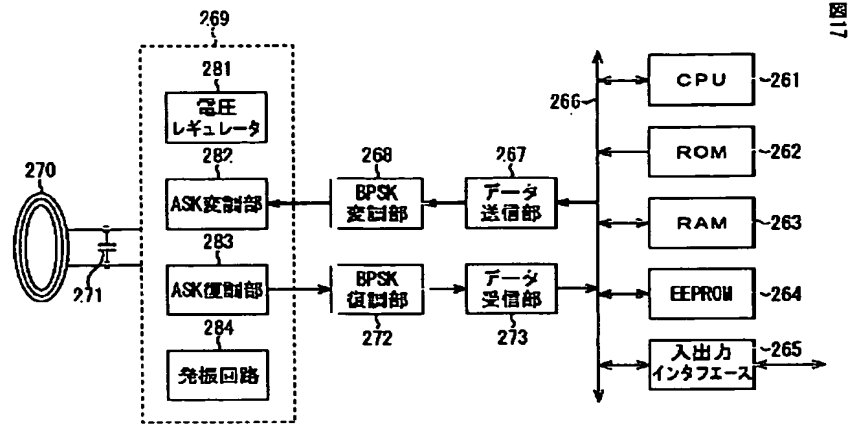 図17
269
281
電圧
レギュレータ
282
ASK変調部
283
ASK復調部
284
発振回路
270
271
268
BPSK
変調部
267
データ
送信部
BPSK
復調部
272
データ
受信部
273
266
CPU
261
ROM
262
RAM
263
EEPROM
264
入出力
インタフエース
265